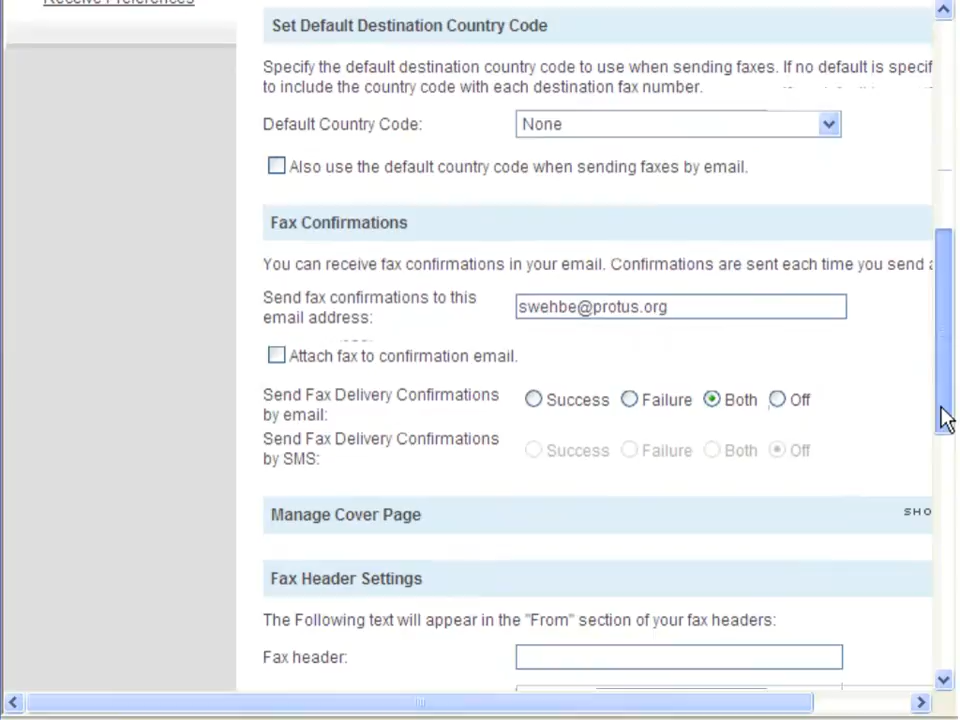 Receive Preferences
Set Default Destination Country Code
Specify the default destination country code to use when sending faxes. If no default is specif
to include the country code with each destination fax number.
Default Country Code: None
Also use the default country code when sending faxes by email.
Fax Confirmations
You can receive fax confirmations in your email. Confirmations are sent each time you send a
Send fax confirmations to this
email address: swehbe@protus.org
Attach fax to confirmation email.
Send Fax Delivery Confirmations
by email: Success Failure Both Off
Send Fax Delivery Confirmations
by SMS: Success Failure Both Off
Manage Cover Page SHO
Fax Header Settings
The Following text will appear in the "From" section of your fax headers:
Fax header: